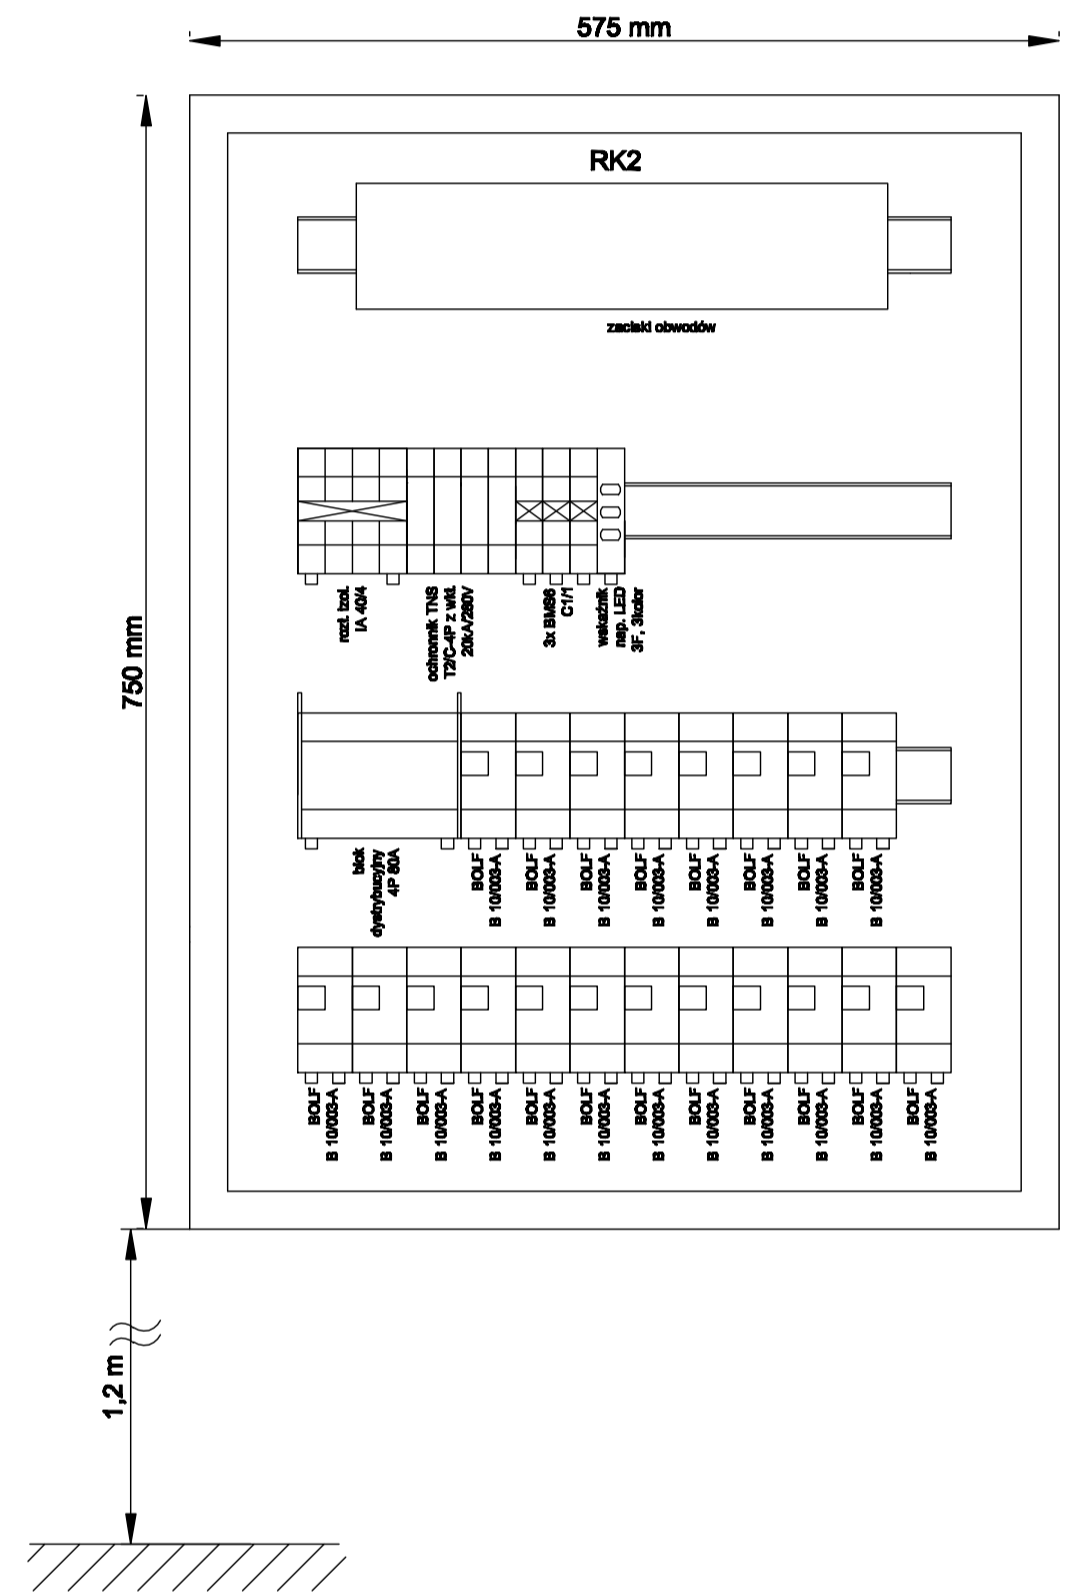 575 mm
RK2
zaciski obwodów
750 mm
rozł. izol.
IA 40/4
ochronnik TNS
T2/C-4P z wkł.
20kA/280V
3x BMS6
C1/1
wskaźnik
nap. LED
3F, 3kolor
blok
dystrybucyjny
4P 80A
BOLF
B 10/003-A
BOLF
B 10/003-A
BOLF
B 10/003-A
BOLF
B 10/003-A
BOLF
B 10/003-A
BOLF
B 10/003-A
BOLF
B 10/003-A
BOLF
B 10/003-A
BOLF
B 10/003-A
BOLF
B 10/003-A
BOLF
B 10/003-A
BOLF
B 10/003-A
BOLF
B 10/003-A
BOLF
B 10/003-A
BOLF
B 10/003-A
BOLF
B 10/003-A
BOLF
B 10/003-A
BOLF
B 10/003-A
BOLF
B 10/003-A
BOLF
B 10/003-A
1,2 m